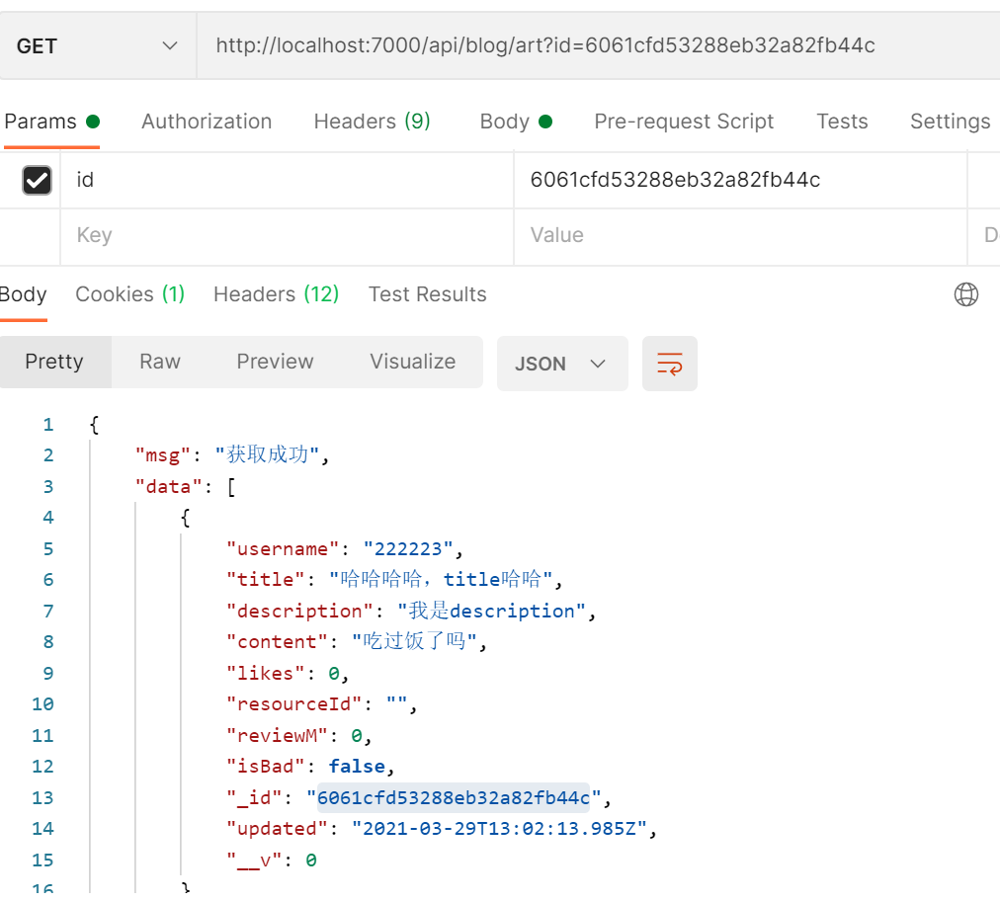 GET http://localhost:7000/api/blog/art?id=6061cfd53288eb32a82fb44c
Params Authorization Headers (9) Body Pre-request Script Tests Settings
id 6061cfd53288eb32a82fb44c
Key Value D
Body Cookies (1) Headers (12) Test Results
Pretty Raw Preview Visualize JSON
1 {
2 "msg": "获取成功",
3 "data": [
4 {
5 "username": "222223",
6 "title": "哈哈哈哈，title哈哈",
7 "description": "我是description",
8 "content": "吃过饭了吗",
9 "likes": 0,
10 "resourceId": "",
11 "reviewM": 0,
12 "isBad": false,
13 "_id": "6061cfd53288eb32a82fb44c",
14 "updated": "2021-03-29T13:02:13.985Z",
15 "__v": 0
16 }